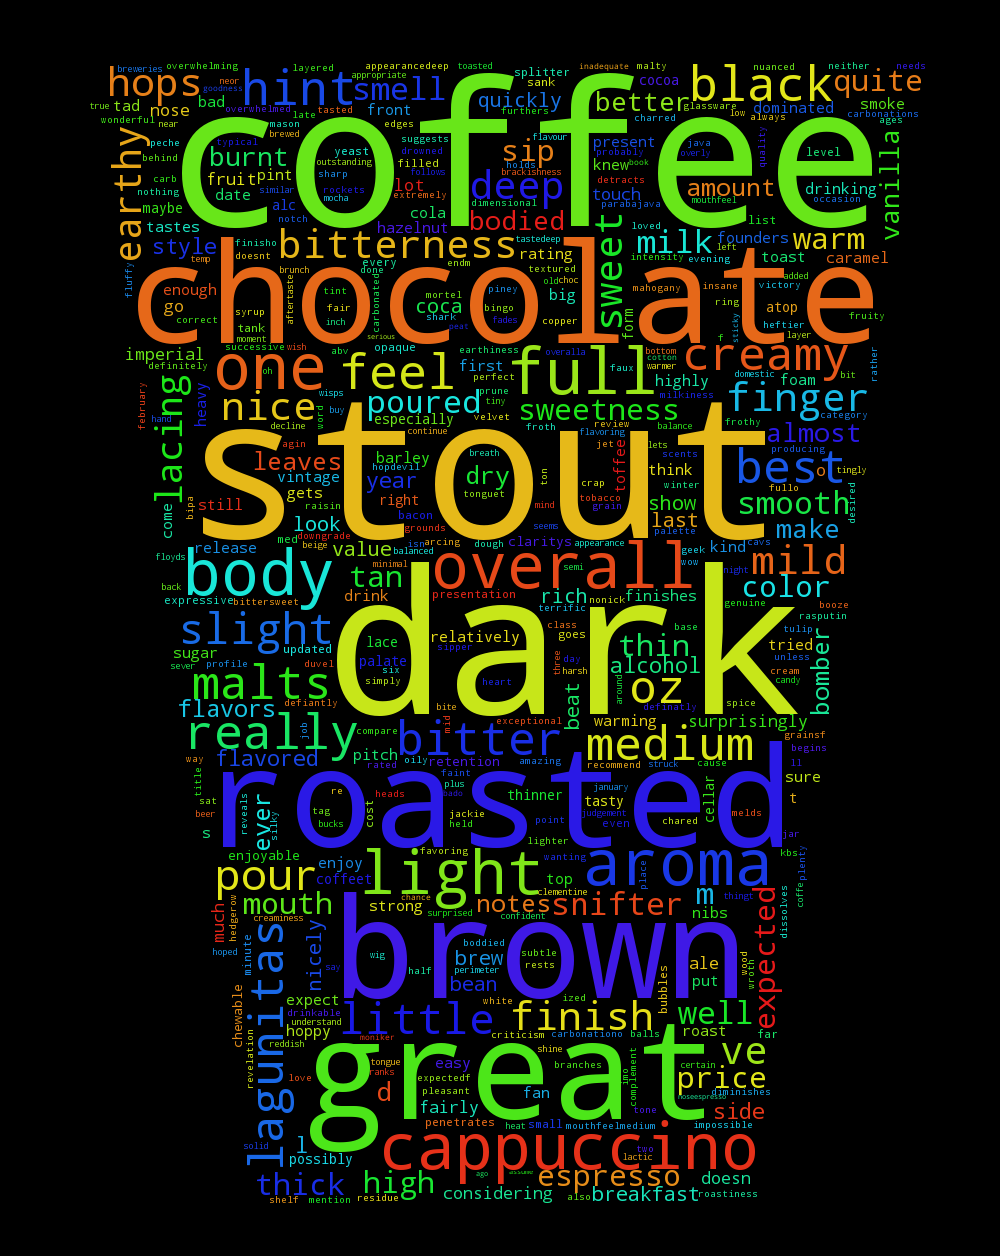 breweries overwhelming layered appearancedeep toasted inadequate malty nuanced neither needs
hops hint smell splitter cocoa black quite
goodness neor appropriate sank
coffee
true tad nose bad overwhelmed tasted front quickly furthers better glassware dominated smoke
wonderful near late edges charred low always carbonations
earthy peche mason brewed suggests drowned flavour sip present java quality level ages vanilla
behind typical burnt yeast outstanding filled holds brackishness knew probably book overly
carb fruit pint sharp follows deep amount drinking
nothing date similar rockets lot extremely dimensional touch detracts mouthfeel occasion
maybe alc notch mocha cola hazelnut bodied parabajava list
tastes finisho bitterness tastedeep sweet milk loved founders warm
style doesnt every rating intensity evening left toast caramel
temp brunch done endm textured old choc mahogany insane added victory
fluffy enough tint carbonated mortel piney big ring atop
chocolate
go syrup aftertaste fair coca shark bingo copper form heftier fruity
correct tank inch neat fades sticky layer
moment successive wish abv opaque earthiness overalla bottom f domestic rather
imperial oh serious first faux cotton warmer bit
definitely one feel perfect full highly creamy foam
lacing heavy wisps poured prune tiny milkiness finger frothy
february hand nice word buy especially velvet sweetness balance category
decline continue froth flavoring review lets almost
agin breath jet scents producing
leaves hopdevil barley ton toffee think best o tingly
vintage year dry crap winter fullo
stout
bipa gets raisin right bacon tonguet tobacco show smooth desired
come still look grounds mind grain last make
downgrade isn arcing claritys seems appearance palette cavs
release med beige value balanced dough geek kind
floyds minimal semi wow mild
back body tan overall night
expressive bittersweet drink presentation rich nonick finishes genuine color booze
terrific rasputin
slight class base tulip
updated lace relatively goes thin tried
sugar sipper day harsh unless bomber
sever profile duvel palate six three alcohol cream
malts simply heart candy
dark
defiantly around oz spice
flavors bite beat definatly
mid exceptional warming surprisingly
really job compare bitter medium grainsf
way pitch oily retention amazing recommend struck cause begins
flavored rated faint ll
title plus cellar sure
roasted
sat re heads bado thinner tasty t
beer reveals ever tag cost jackie point judgement melds
s silky bucks held even chared jar
lighter
enjoyable enjoy light favoring wanting aroma kbs plenty
coffeet top place
pour chance clementine m thingt coffe
hedgerow mouth strong surprised notes snifter dissolves
much creaminess confident nibs expected
hoped boddied subtle
lagunitas minute nicely wig brew rests ale wood
say half perimeter put wroth
brown
chewable bean bubbles
expect white ized
drinkable little finish well
understand hoppy criticism carbonationo balls roast far
revelation reddish moniker shine ve
tongue easy branches certain
love ranks expectedf imo complement price
great
d pleasant fan diminishes
fairly tone noseespresso side
penetrates heat small mouthfeelmedium impossible
solid l two
possibly cappuccino lactic
thick high ago assume espresso doesn
shelf mention residue considering also breakfast roastiness